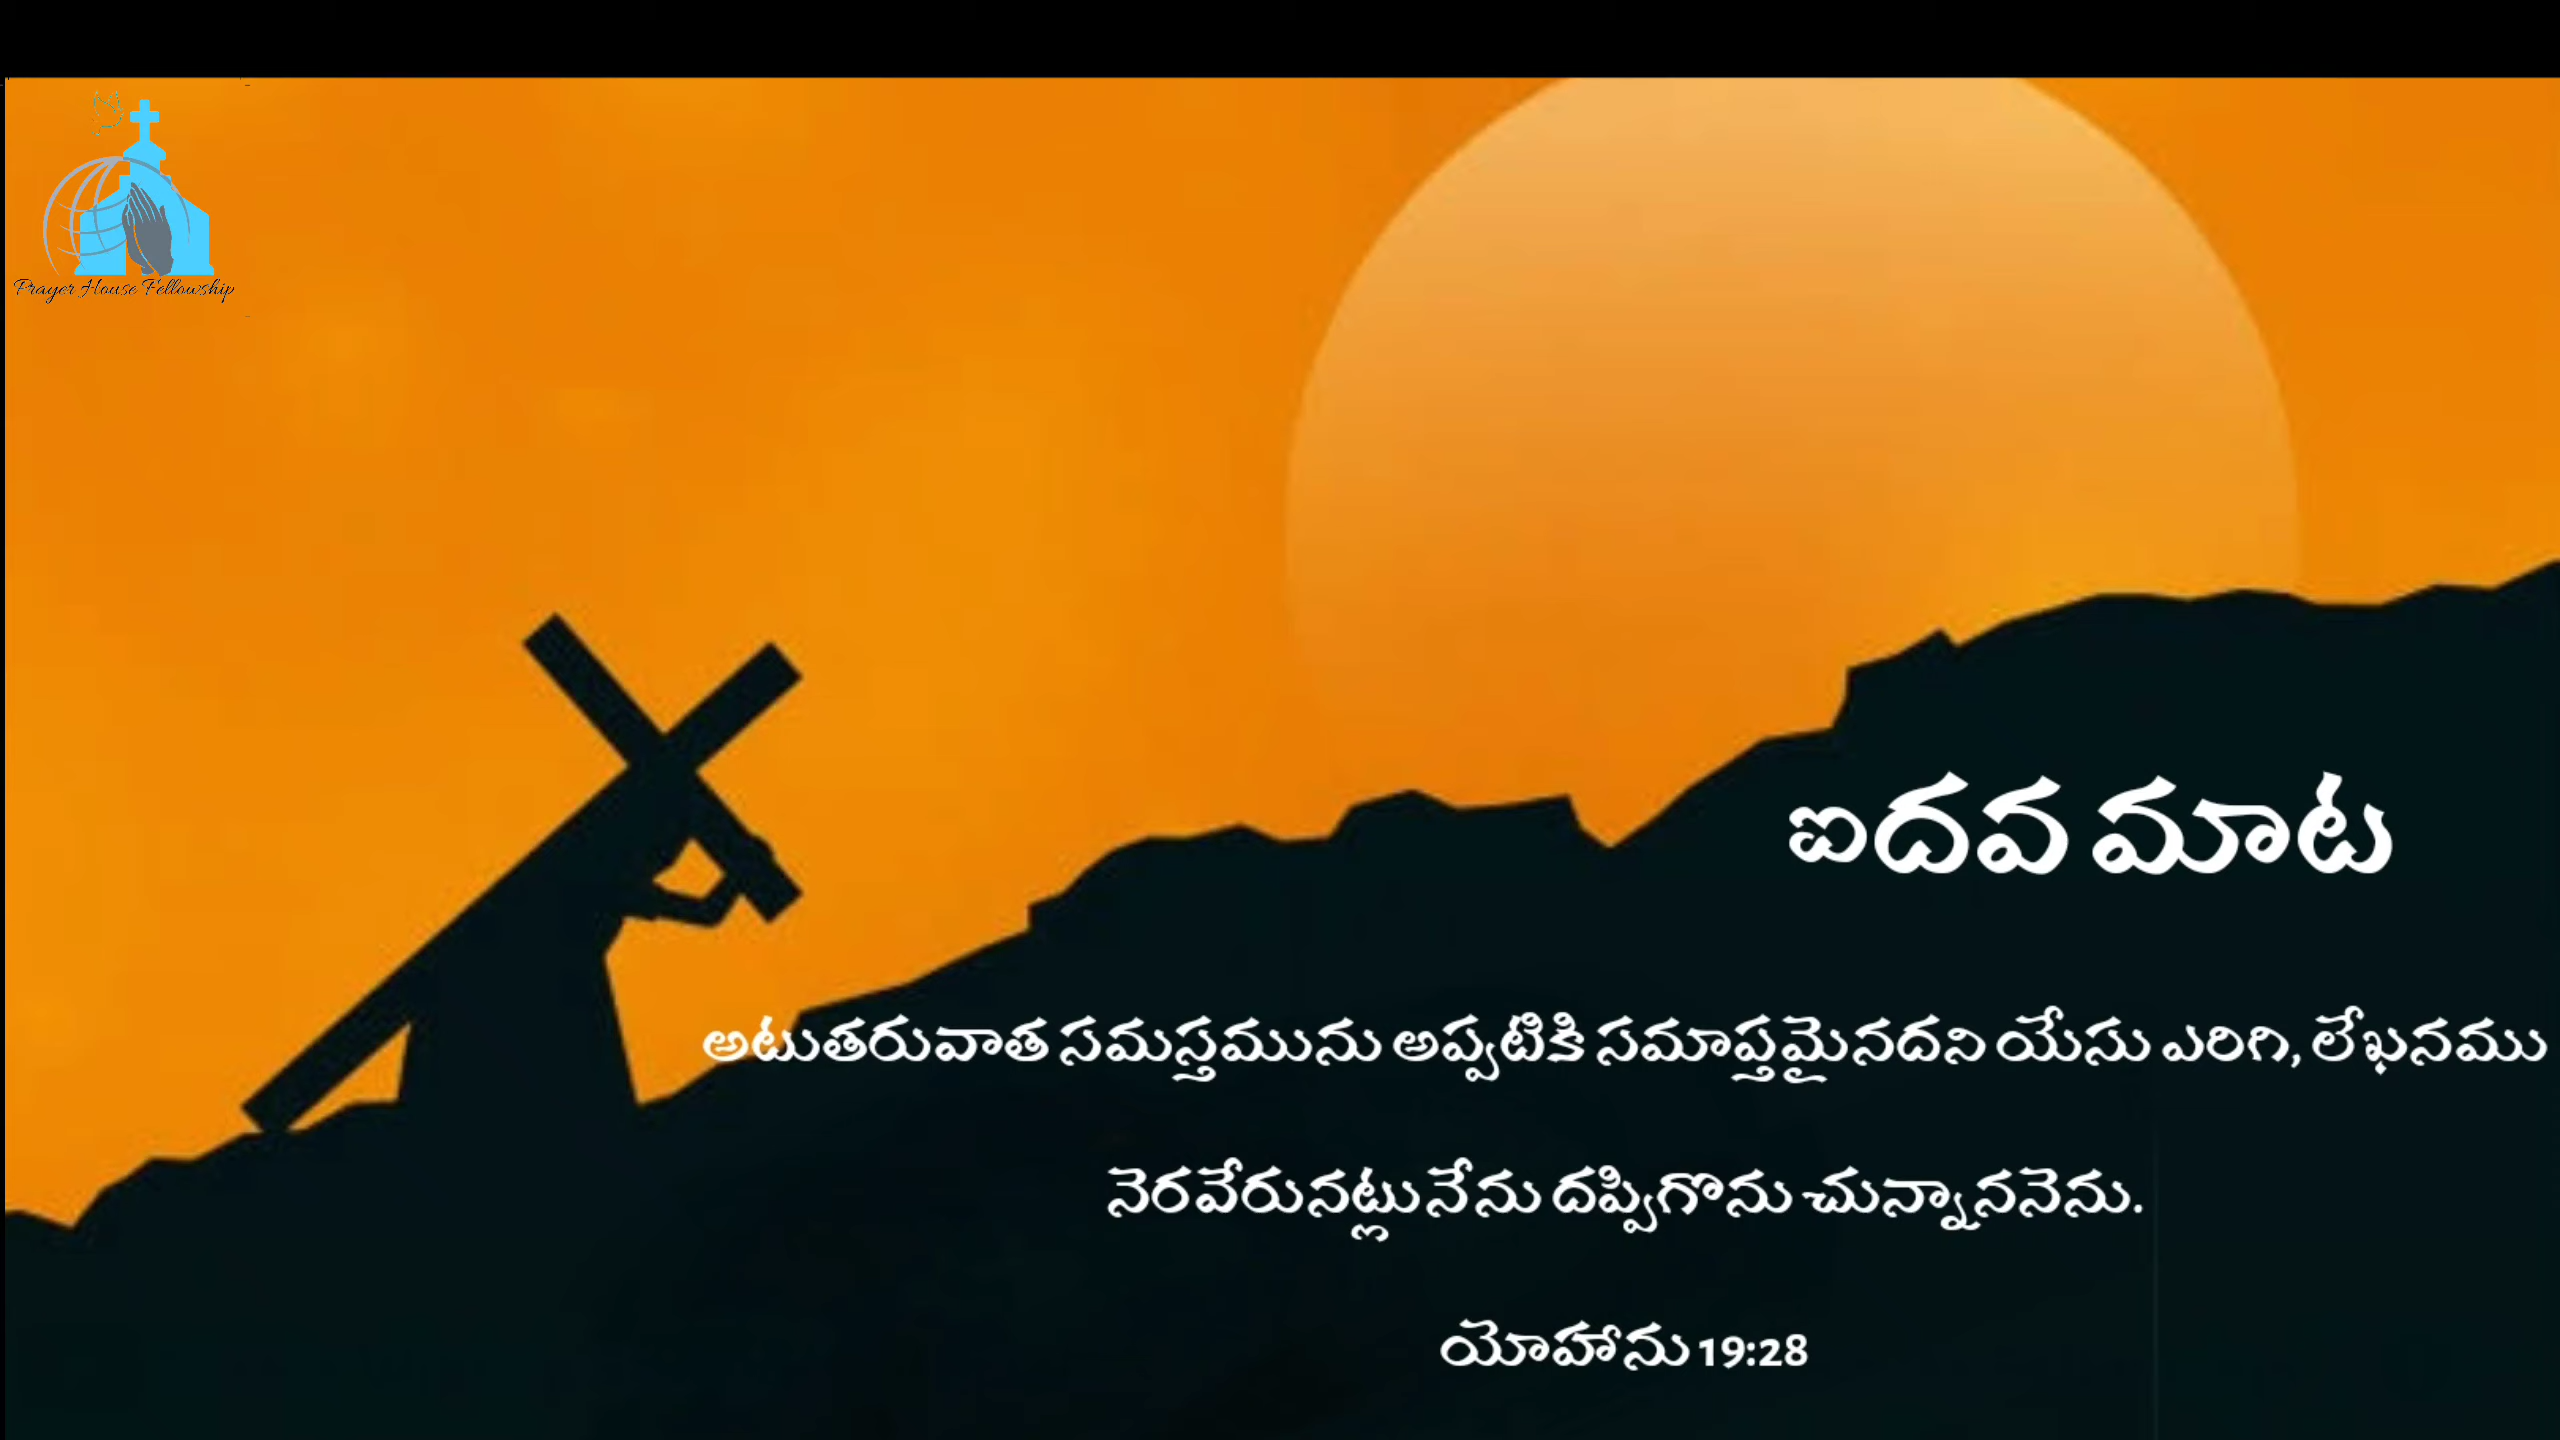 Prayer House Fellowship
ఐదవ మాట
అటుతరువాత సమస్తమును అప్పటికి సమాప్తమైనదని యేసు ఎరిగి, లేఖనము
నెరవేరునట్లు నేను దప్పిగొను చున్నాననెను.
యోహాను 19:28